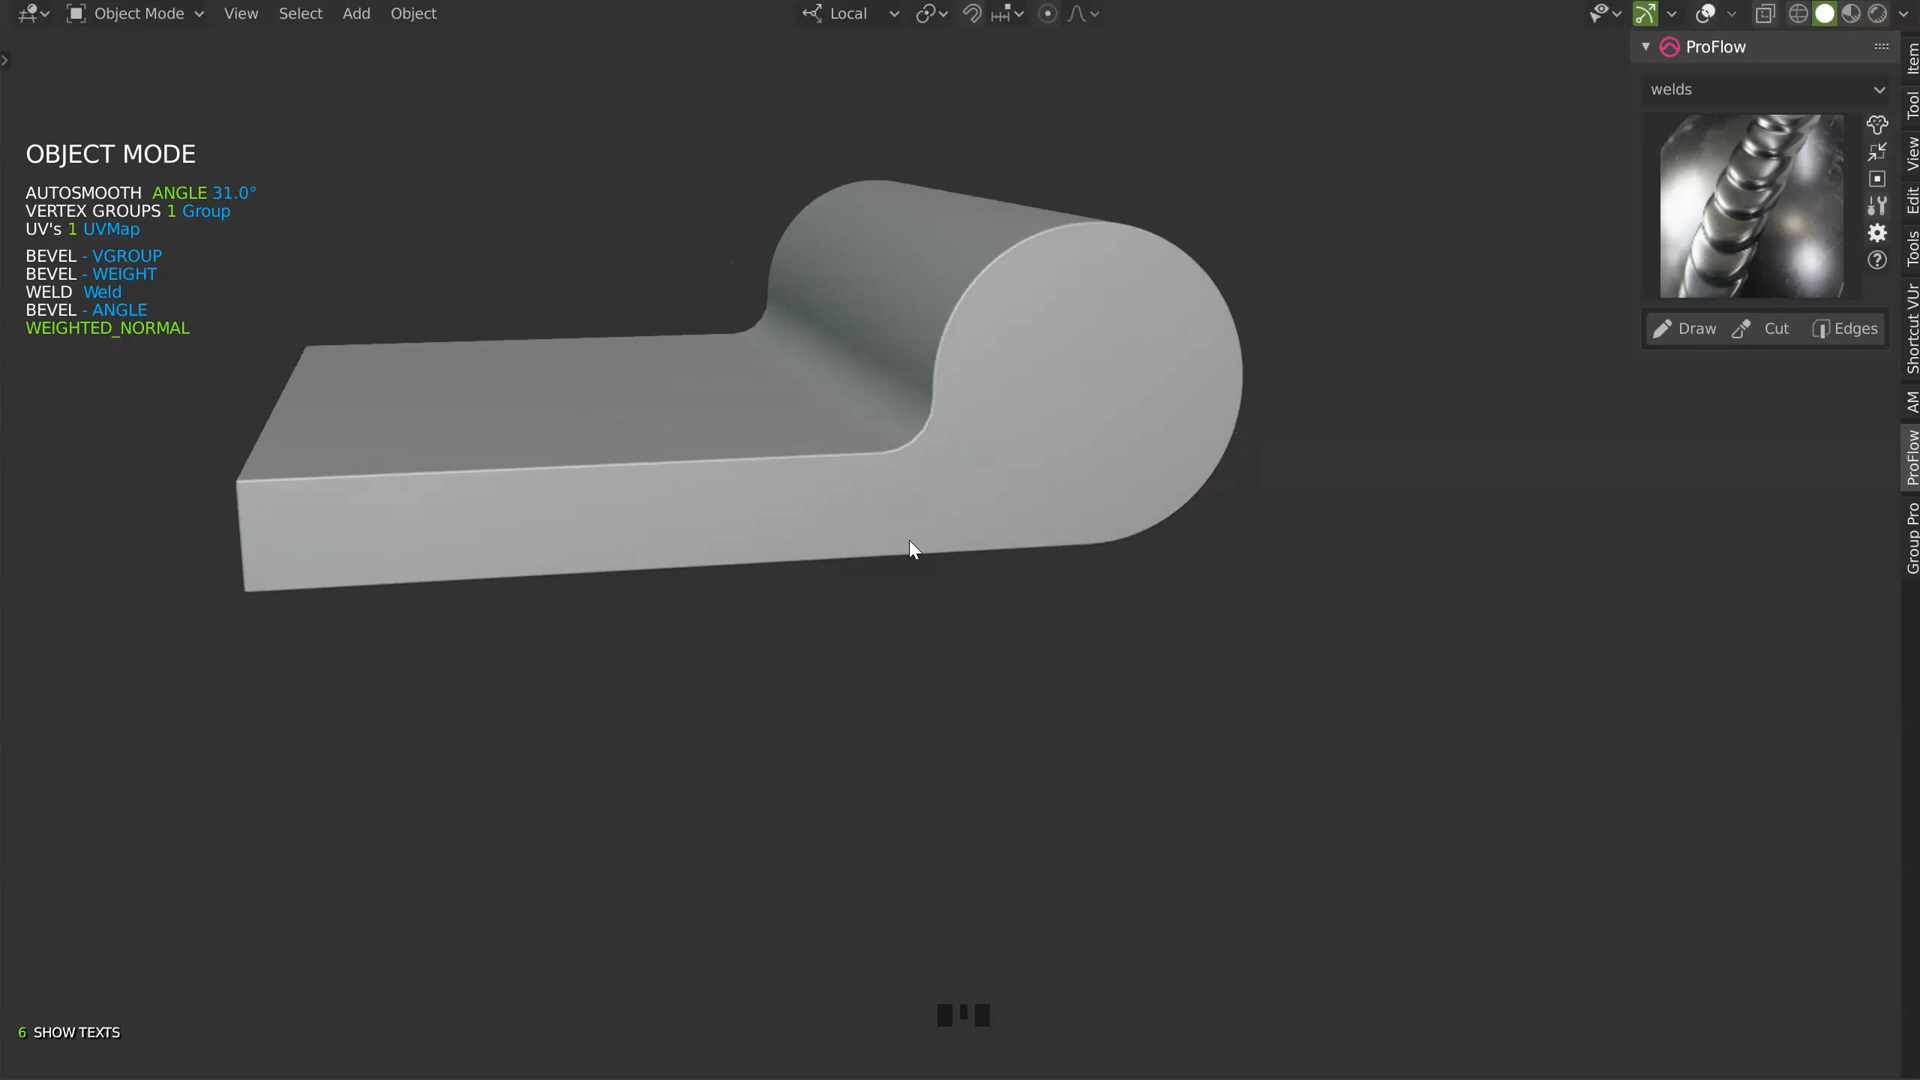 Object Mode View Select Add Object Local
ProFlow
welds
Draw Cut Edges
Item
Tool
View
Edit
Tools
Shortcut VUr
AM
ProFlow
Group Pro
OBJECT MODE
AUTOSMOOTH ANGLE 31.0°
VERTEX GROUPS 1 Group
UV's 1 UVMap
BEVEL - VGROUP
BEVEL - WEIGHT
WELD Weld
BEVEL - ANGLE
WEIGHTED_NORMAL
6 SHOW TEXTS